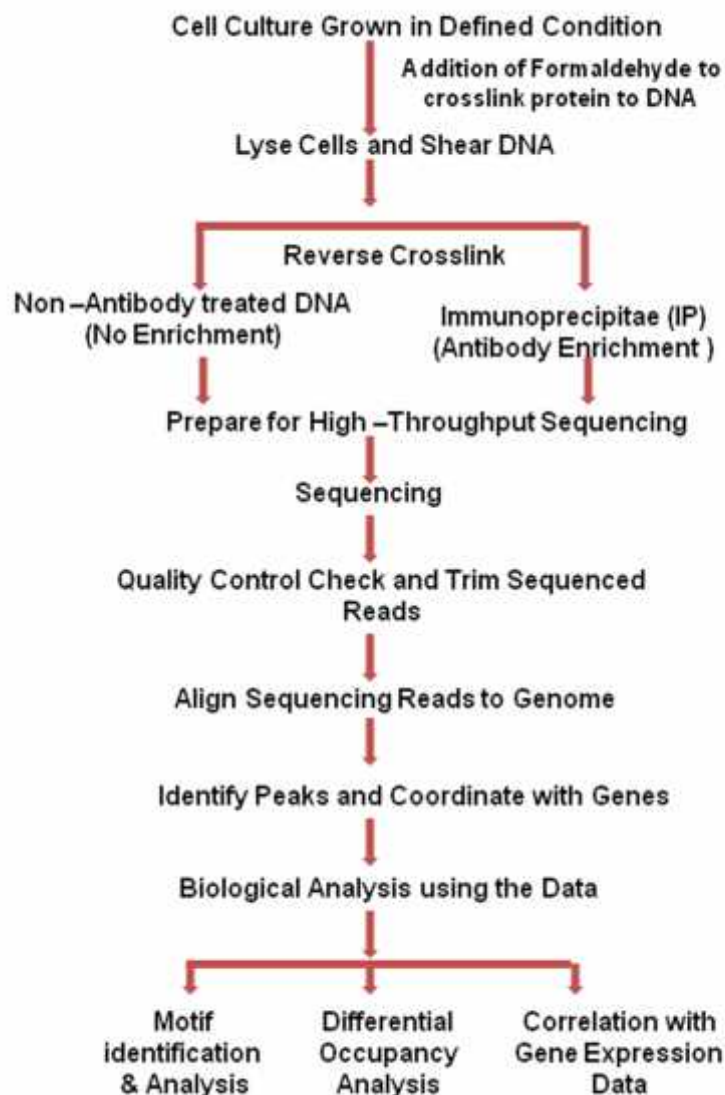 Cell Culture Grown in Defined Condition
Addition of Formaldehyde to
crosslink protein to DNA
Lyse Cells and Shear DNA
Reverse Crosslink
Non –Antibody treated DNA
(No Enrichment)
Immunoprecipitae (IP)
(Antibody Enrichment )
Prepare for High –Throughput Sequencing
Sequencing
Quality Control Check and Trim Sequenced
Reads
Align Sequencing Reads to Genome
Identify Peaks and Coordinate with Genes
Biological Analysis using the Data
Motif
identification
& Analysis
Differential
Occupancy
Analysis
Correlation with
Gene Expression
Data